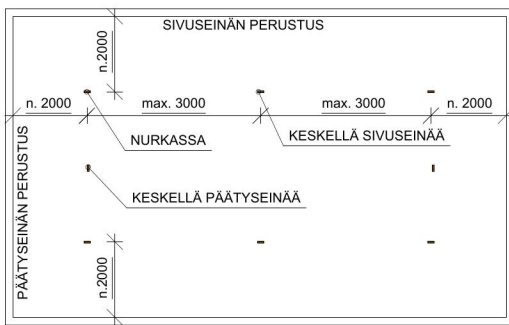 SIVUSEINÄN PERUSTUS
n.2000
n. 2000
max. 3000
max. 3000
n. 2000
NURKASSA
KESKELLÄ SIVUSEINÄÄ
PÄÄTYSEINÄN PERUSTUS
KESKELLÄ PÄÄTYSEINÄÄ
n.2000